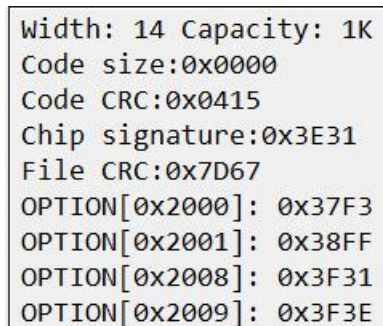 Width: 14 Capacity: 1K
Code size:0x0000
Code CRC:0x0415
Chip signature:0x3E31
File CRC:0x7D67
OPTION[0x2000]: 0x37F3
OPTION[0x2001]: 0x38FF
OPTION[0x2008]: 0x3F31
OPTION[0x2009]: 0x3F3E